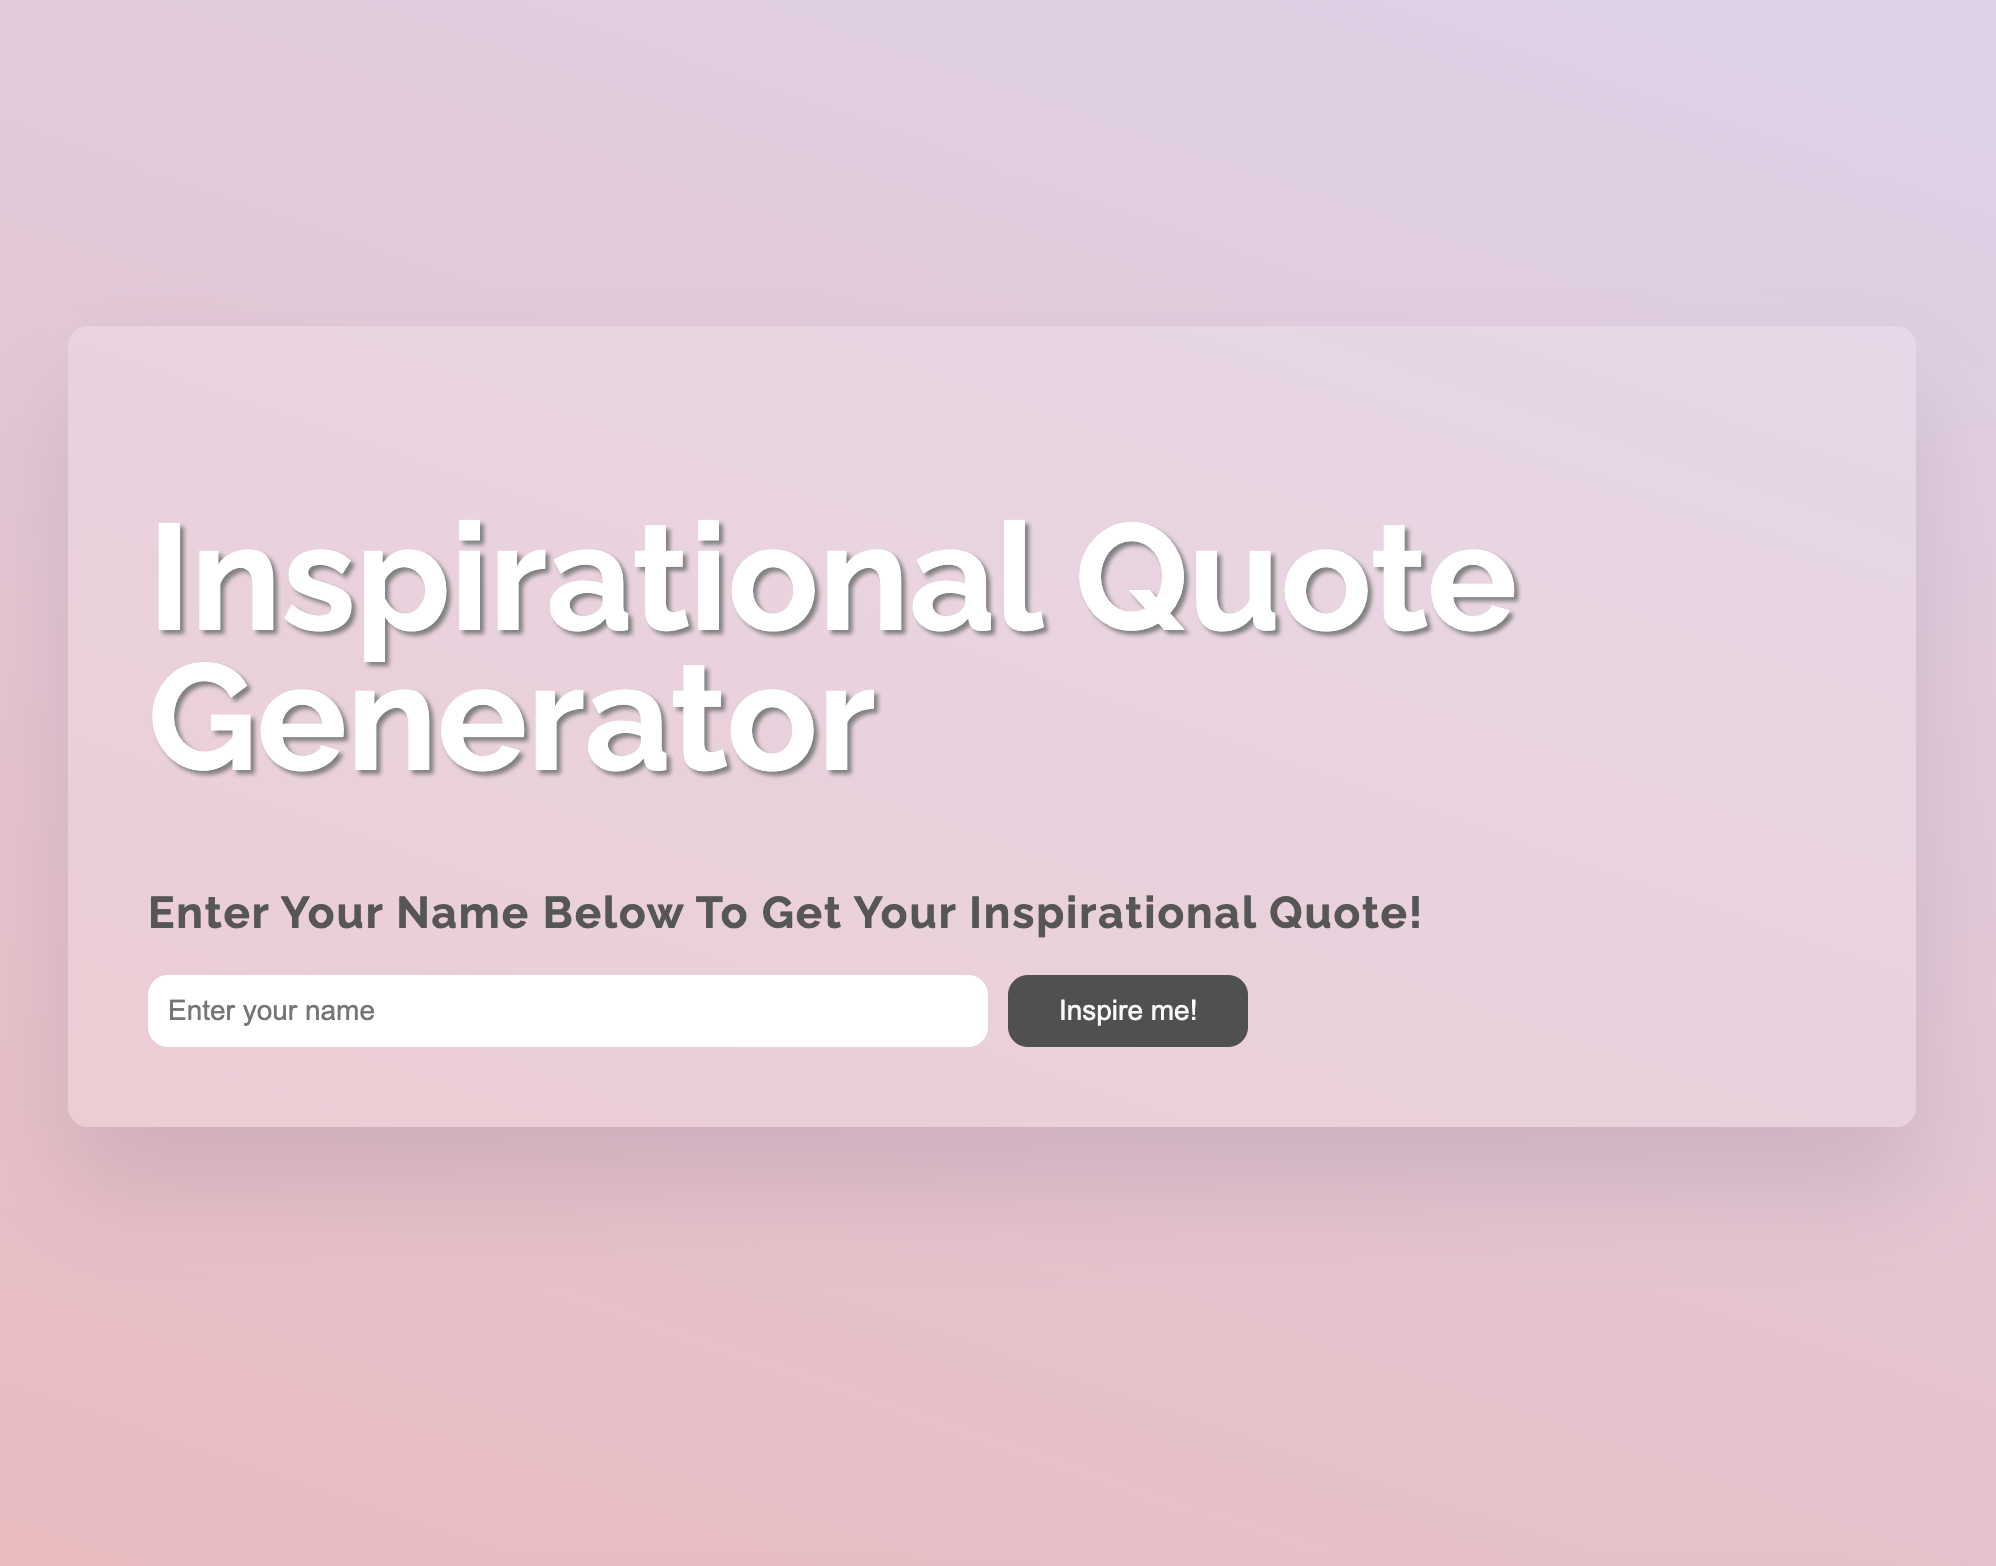 Inspirational Quote
Generator
Enter Your Name Below To Get Your Inspirational Quote!
Enter your name
Inspire me!